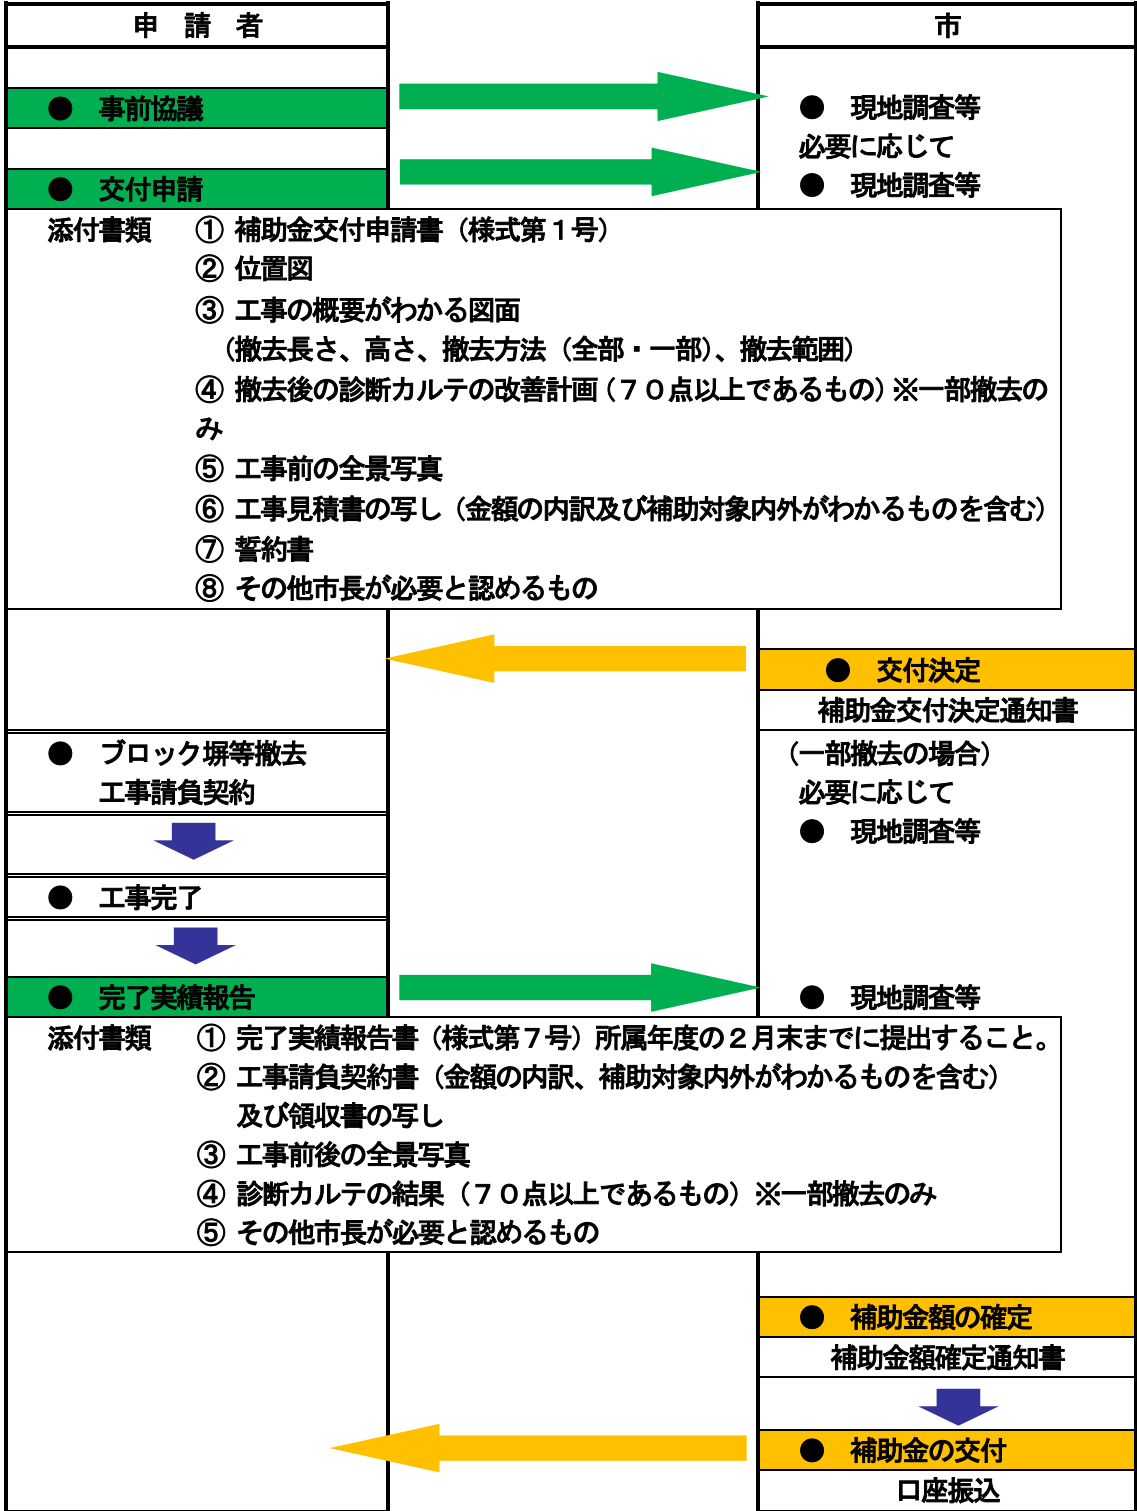 申　請　者
市
●　事前協議
●　現地調査等
必要に応じて
●　交付申請
●　現地調査等
添付書類　① 補助金交付申請書（様式第１号）
② 位置図
③ 工事の概要がわかる図面
（撤去長さ、高さ、撤去方法（全部・一部）、撤去範囲）
④ 撤去後の診断カルテの改善計画（７０点以上であるもの）※一部撤去の
み
⑤ 工事前の全景写真
⑥ 工事見積書の写し（金額の内訳及び補助対象内外がわかるものを含む）
⑦ 誓約書
⑧ その他市長が必要と認めるもの
●　交付決定
補助金交付決定通知書
●　ブロック塀等撤去
工事請負契約
（一部撤去の場合）
必要に応じて
●　現地調査等
●　工事完了
●　完了実績報告
●　現地調査等
添付書類　① 完了実績報告書（様式第７号）所属年度の２月末までに提出すること。
② 工事請負契約書（金額の内訳、補助対象内外がわかるものを含む）
及び領収書の写し
③ 工事前後の全景写真
④ 診断カルテの結果（７０点以上であるもの）※一部撤去のみ
⑤ その他市長が必要と認めるもの
●　補助金額の確定
補助金額確定通知書
●　補助金の交付
口座振込